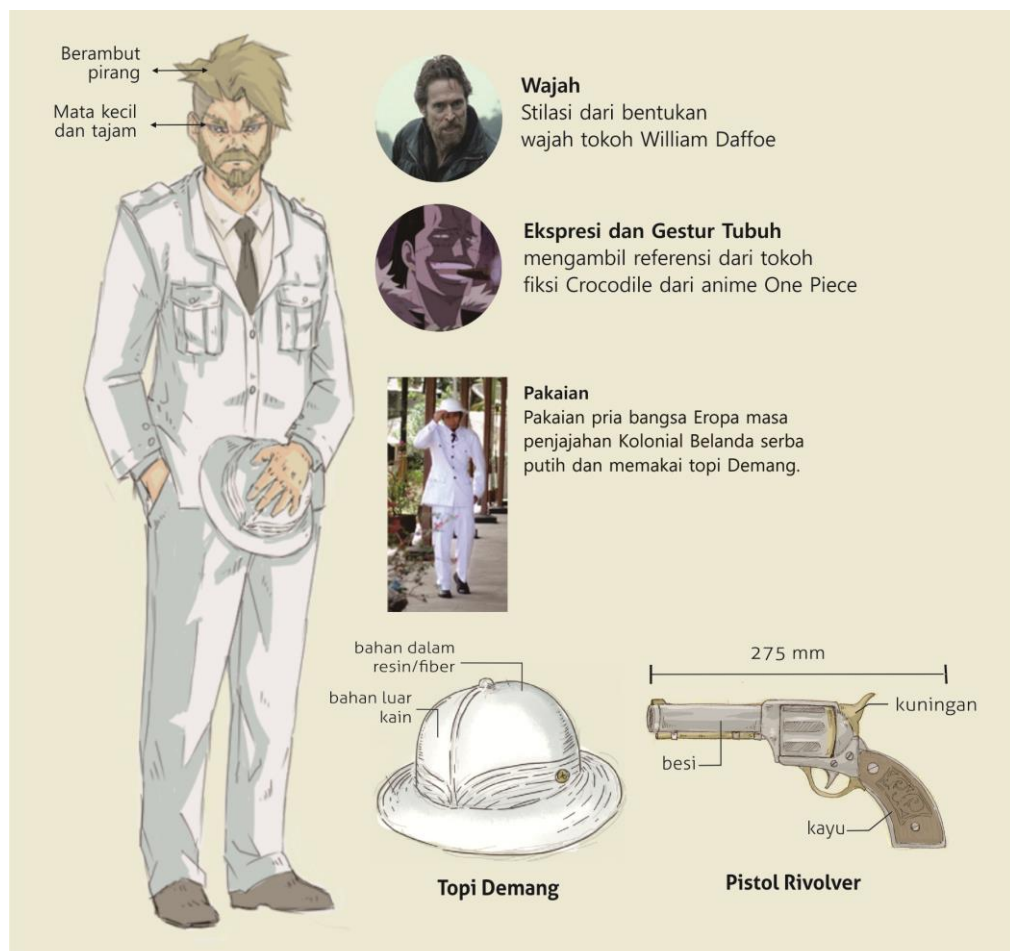 Berambut
pirang
Mata kecil
dan tajam
Wajah
Stilasi dari bentukan
wajah tokoh William Daffoe
Ekspresi dan Gestur Tubuh
mengambil referensi dari tokoh
fiksi Crocodile dari anime One Piece
Pakaian
Pakaian pria bangsa Eropa masa
penjajahan Kolonial Belanda serba
putih dan memakai topi Demang.
bahan dalam
resin/fiber
bahan luar
kain
Topi Demang
275 mm
kuningan
besi
kayu
Pistol Rivolver